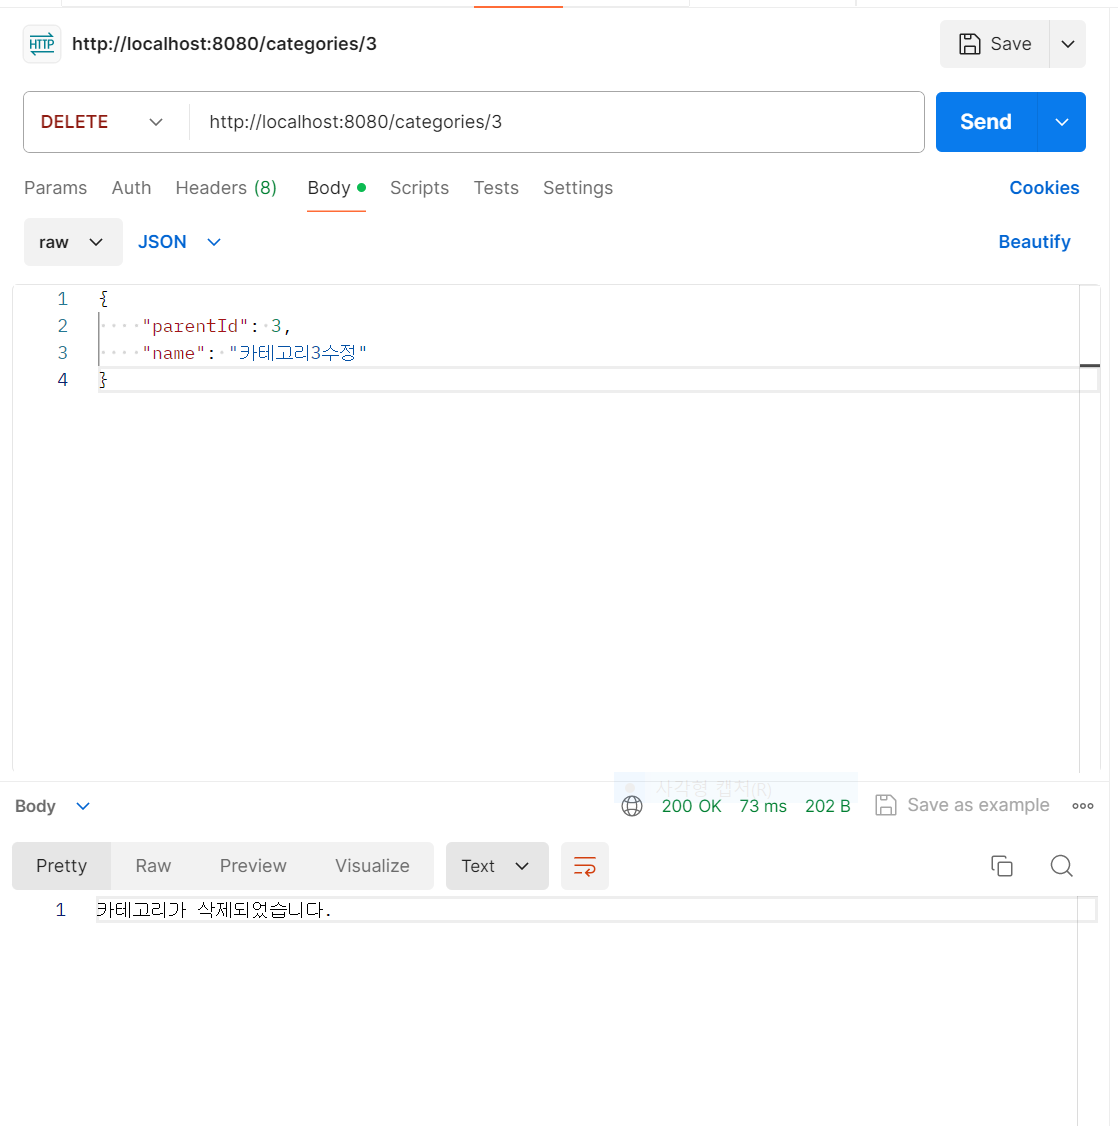 HTTP http://localhost:8080/categories/3 Save
DELETE http://localhost:8080/categories/3 Send
Params Auth Headers (8) Body Scripts Tests Settings Cookies
raw JSON Beautify
1 {
2 "parentId": 3,
3 "name": "카테고리3수정"
4 }
사각형 캡처(R)
Body 200 OK 73 ms 202 B Save as example
Pretty Raw Preview Visualize Text
1 카테고리가 삭제되었습니다.